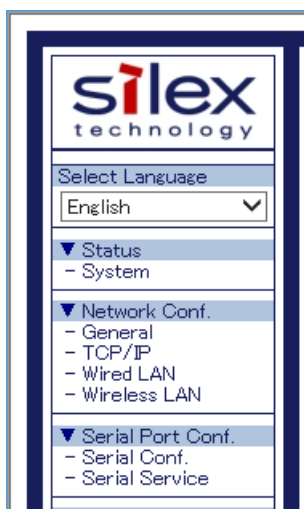 silex
technology
Select Language
English
▼ Status
- System
▼ Network Conf.
- General
- TCP/IP
- Wired LAN
- Wireless LAN
▼ Serial Port Conf.
- Serial Conf.
- Serial Service